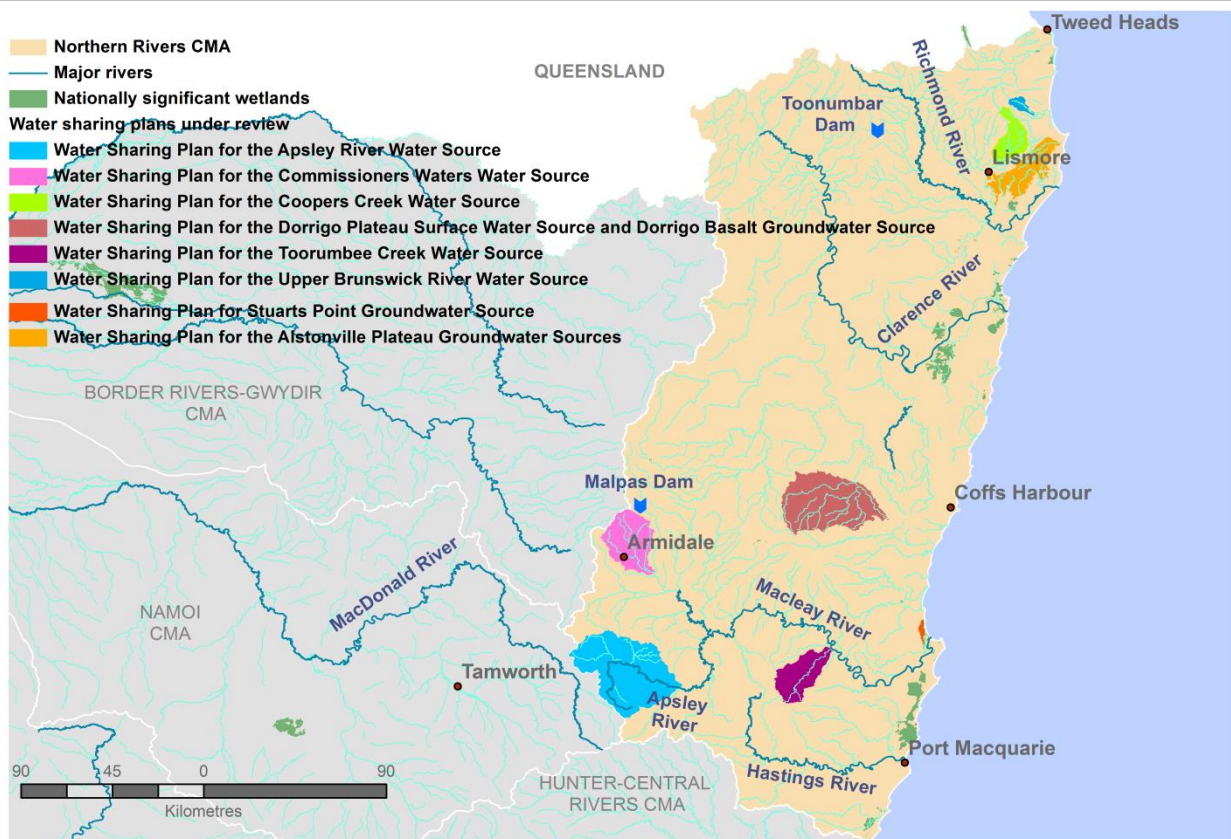 Northern Rivers CMA
Major rivers
Nationally significant wetlands
Water sharing plans under review
Water Sharing Plan for the Apsley River Water Source
Water Sharing Plan for the Commissioners Waters Water Source
Water Sharing Plan for the Coopers Creek Water Source
Water Sharing Plan for the Dorrigo Plateau Surface Water Source and Dorrigo Basalt Groundwater Source
Water Sharing Plan for the Toorumbee Creek Water Source
Water Sharing Plan for the Upper Brunswick River Water Source
Water Sharing Plan for Stuarts Point Groundwater Source
Water Sharing Plan for the Alstonville Plateau Groundwater Sources
QUEENSLAND
Tweed Heads
Richmond River
Toonumbar
Dam
Lismore
Clarence River
BORDER RIVERS-GWYDIR
CMA
Malpas Dam
Coffs Harbour
Armidale
MacDonald River
Macleay River
NAMOI
CMA
Tamworth
Apsley
River
Port Macquarie
Hastings River
HUNTER-CENTRAL
RIVERS CMA
90 45 0 90
Kilometres